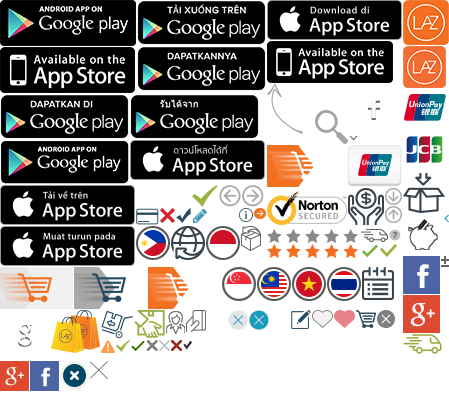 ANDROID APP ON
Google play
TẢI XUỐNG TRÊN
Google play
Download di
App Store
LAZ
Available on the
App Store
DAPATKANNYA
Google play
Available on the
App Store
LAZ
DAPATKAN DI
Google play
รับได้จาก
Google play
f
UnionPay
银联
ANDROID APP ON
Google play
ดาวน์โหลดได้ที่
App Store
UnionPay
银联
JCB
Tải về trên
App Store
Norton
SECURED
$
Muat turun pada
App Store
?
f
g+
g
LAZ
LAZ
g+
f